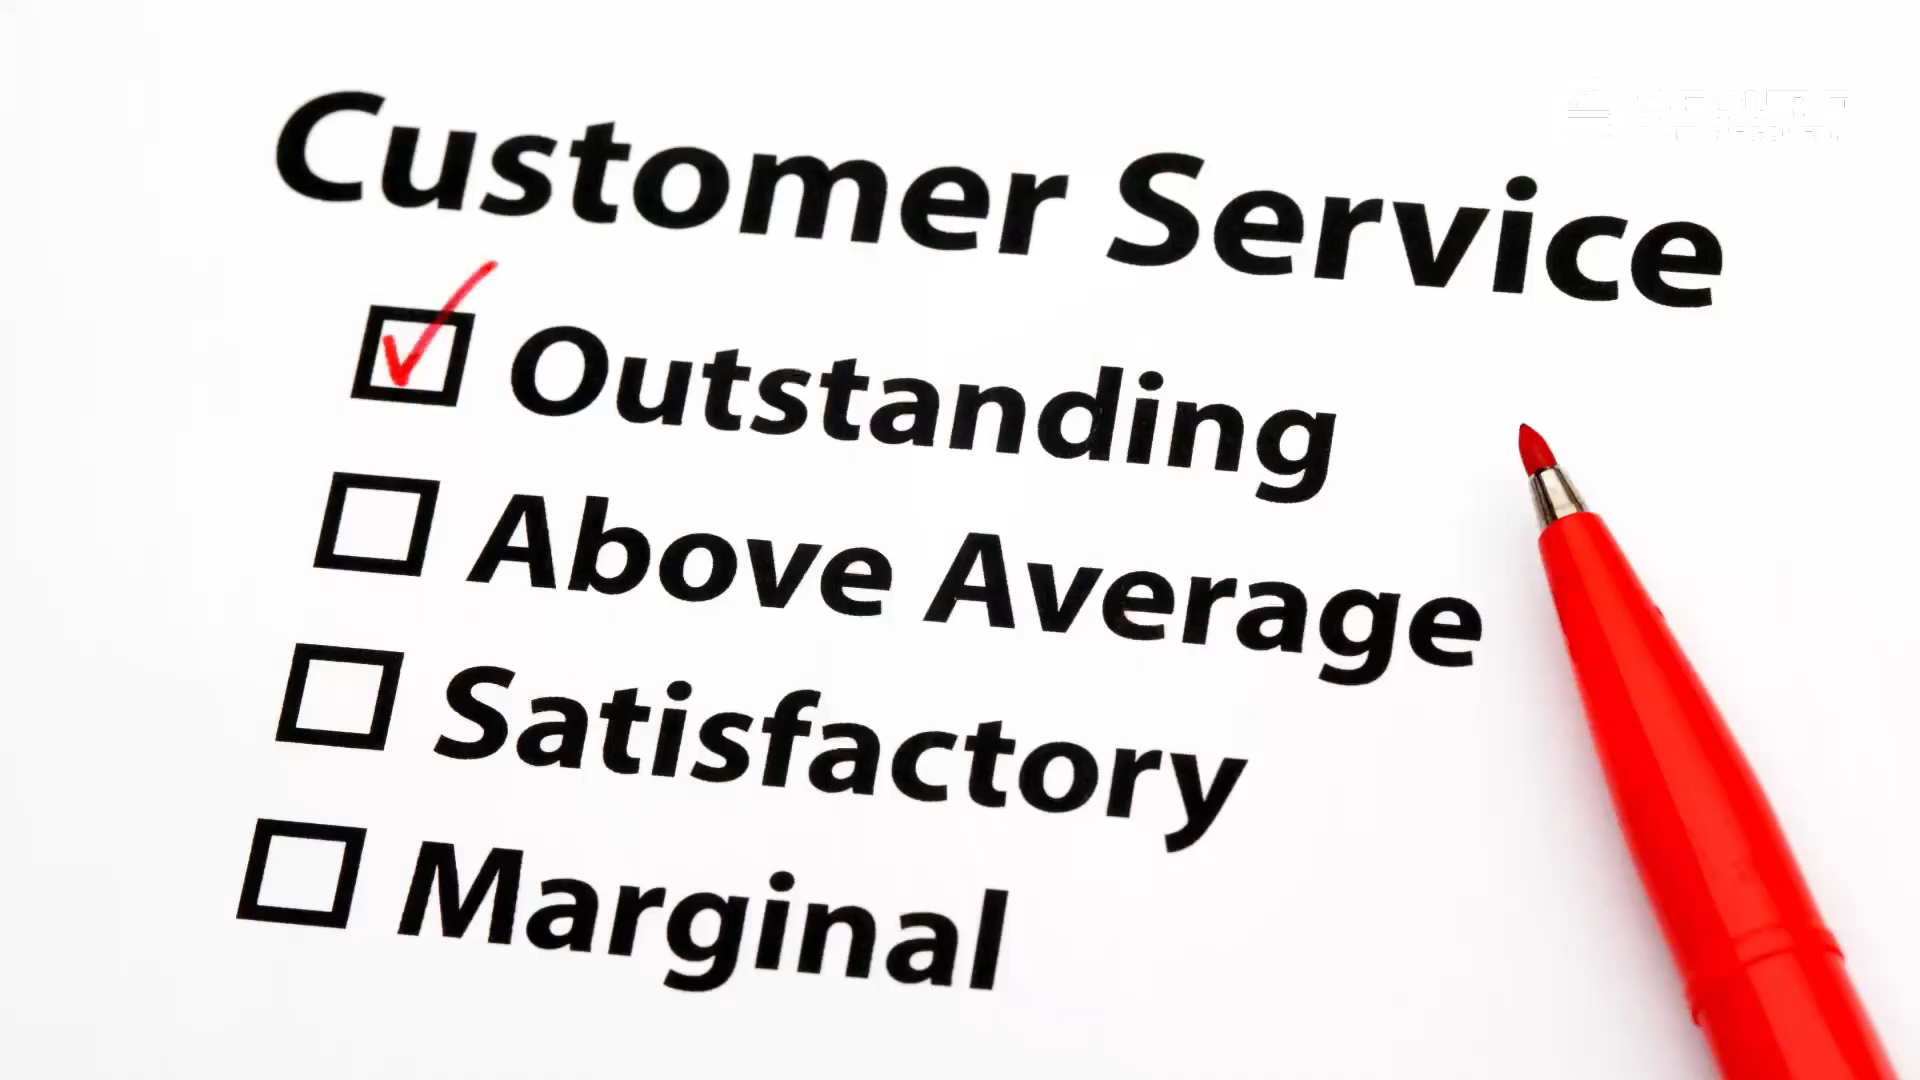 Customer Service
Outstanding
Above Average
Satisfactory
Marginal